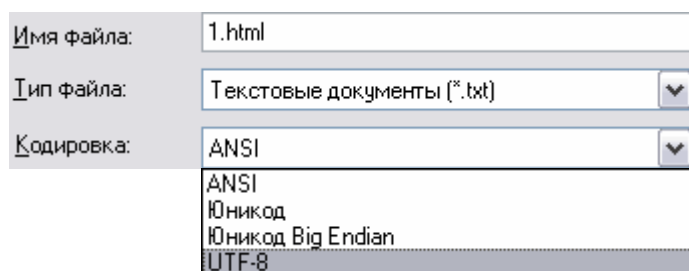 Имя файла: 1.html
Тип файла: Текстовые документы (*.txt)
Кодировка: ANSI
ANSI
Юникод
Юникод Big Endian
UTF-8